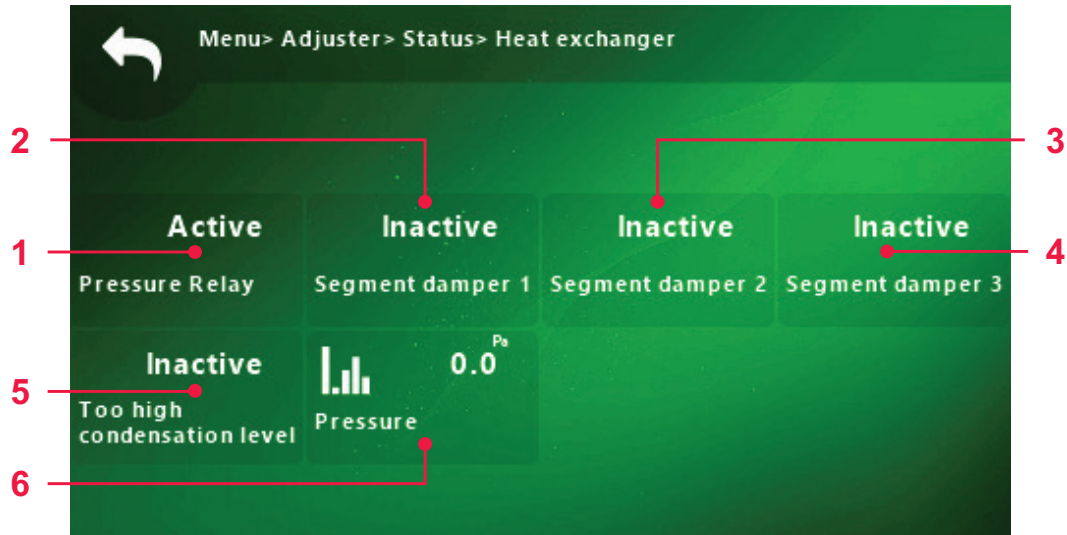 Menu> Adjuster> Status> Heat exchanger
2
3
Active
Inactive
Inactive
Inactive
1
4
Pressure Relay
Segment damper 1
Segment damper 2
Segment damper 3
Inactive
Pa
0.0
5
Too high
condensation level
Pressure
6